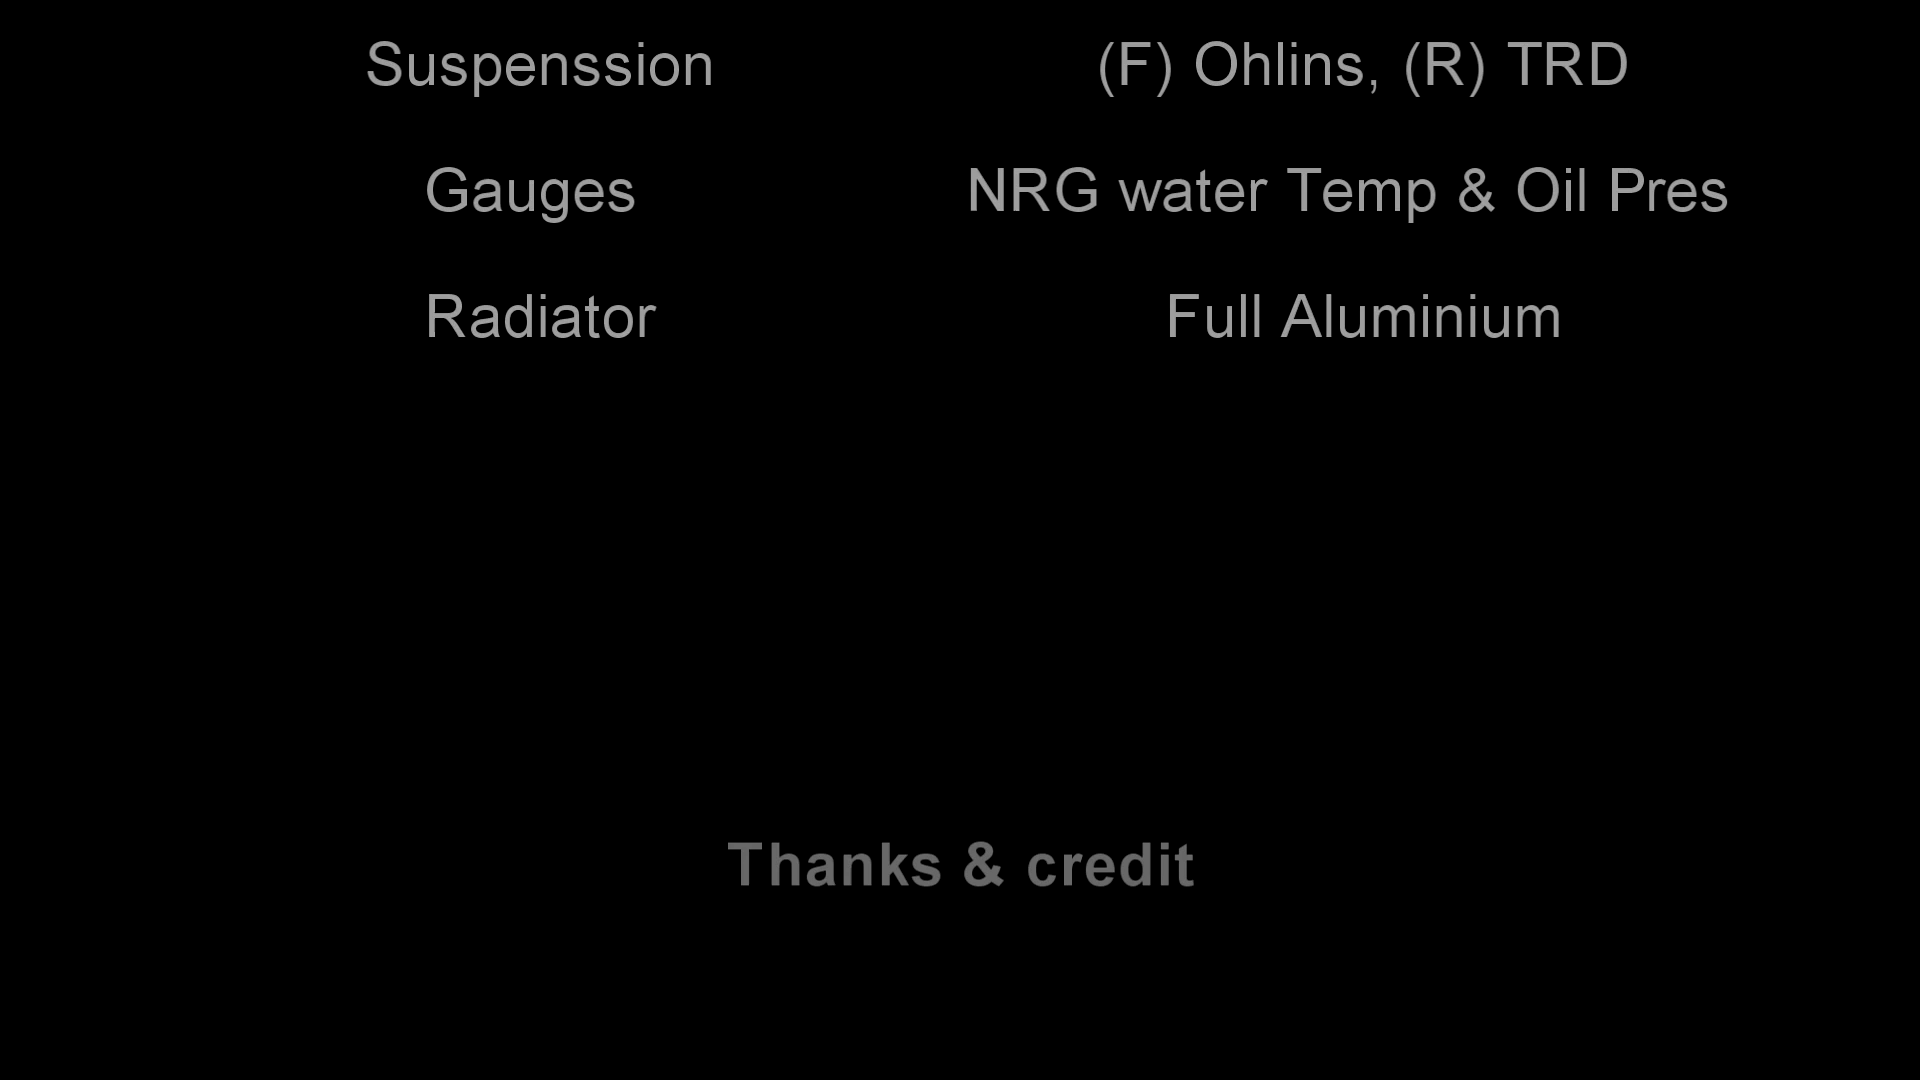 Suspenssion (F) Ohlins, (R) TRD
Gauges NRG water Temp & Oil Pres
Radiator Full Aluminium
Thanks & credit